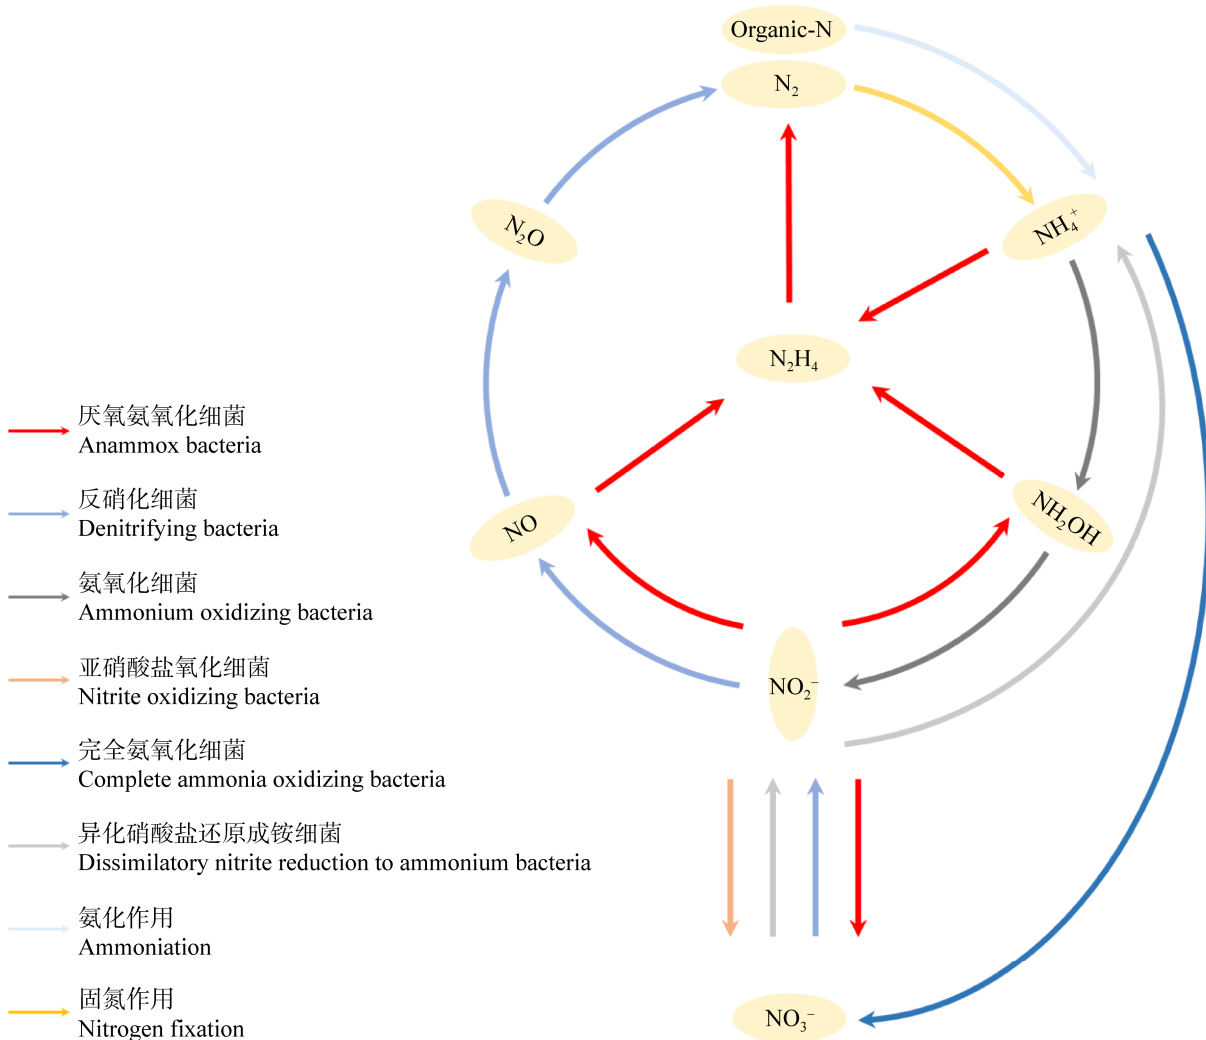 Organic-N
N₂
N₂O
NH₄⁺
N₂H₄
NO
NH₂OH
NO₂⁻
NO₃⁻
厌氧氨氧化细菌
Anammox bacteria
反硝化细菌
Denitrifying bacteria
氨氧化细菌
Ammonium oxidizing bacteria
亚硝酸盐氧化细菌
Nitrite oxidizing bacteria
完全氨氧化细菌
Complete ammonia oxidizing bacteria
异化硝酸盐还原成铵细菌
Dissimilatory nitrite reduction to ammonium bacteria
氨化作用
Ammoniation
固氮作用
Nitrogen fixation